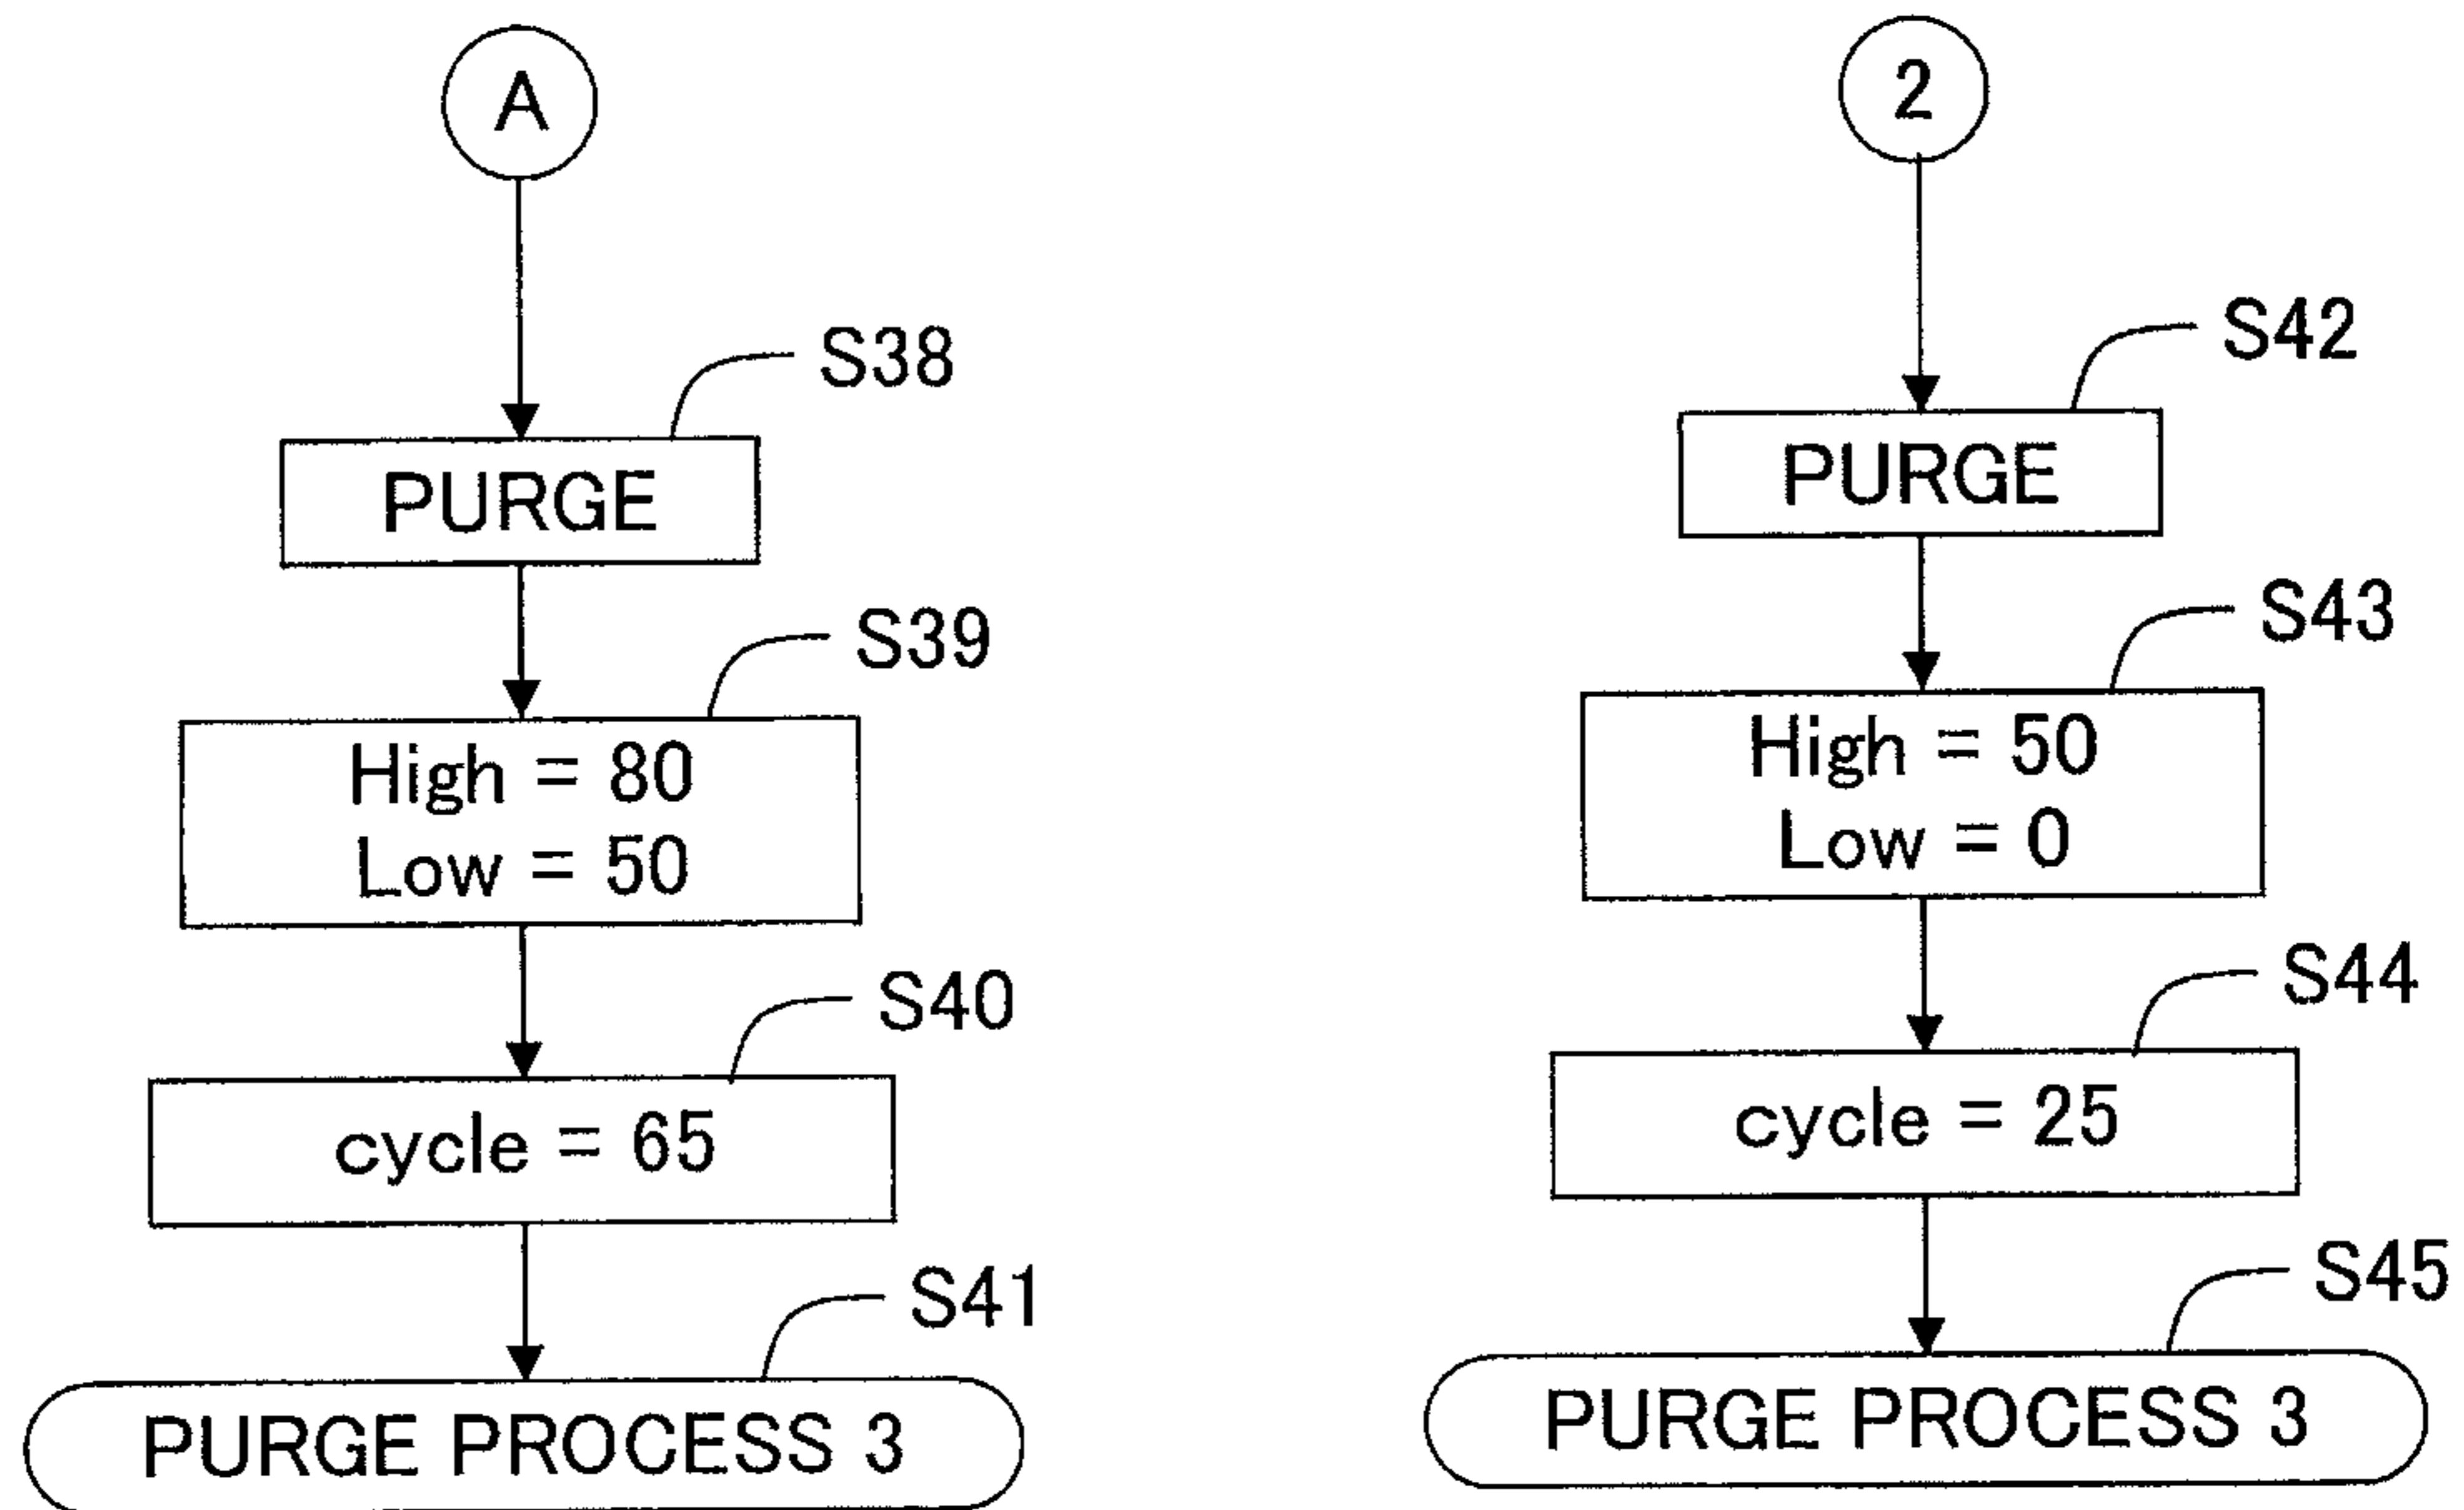 A
S38
PURGE
S39
High = 80
Low = 50
S40
cycle = 65
S41
PURGE PROCESS 3
2
S42
PURGE
S43
High = 50
Low = 0
S44
cycle = 25
S45
PURGE PROCESS 3